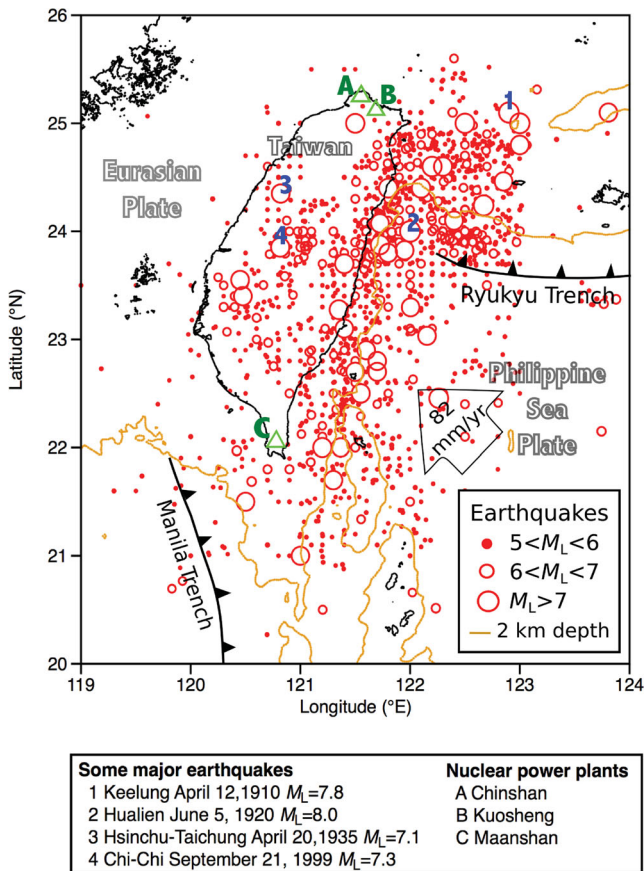 26
25
24
23
22
21
20
Latitude (°N)
119
120
121
122
123
124
Longitude (°E)
A
B
1
Taiwan
Eurasian
Plate
3
4
2
Ryukyu Trench
Philippine
Sea
Plate
82
mm/yr
C
Manila Trench
Earthquakes
5<ML<6
6<ML<7
ML>7
2 km depth
Some major earthquakes
1 Keelung April 12,1910 ML=7.8
2 Hualien June 5, 1920 ML=8.0
3 Hsinchu-Taichung April 20,1935 ML=7.1
4 Chi-Chi September 21, 1999 ML=7.3
Nuclear power plants
A Chinshan
B Kuosheng
C Maanshan